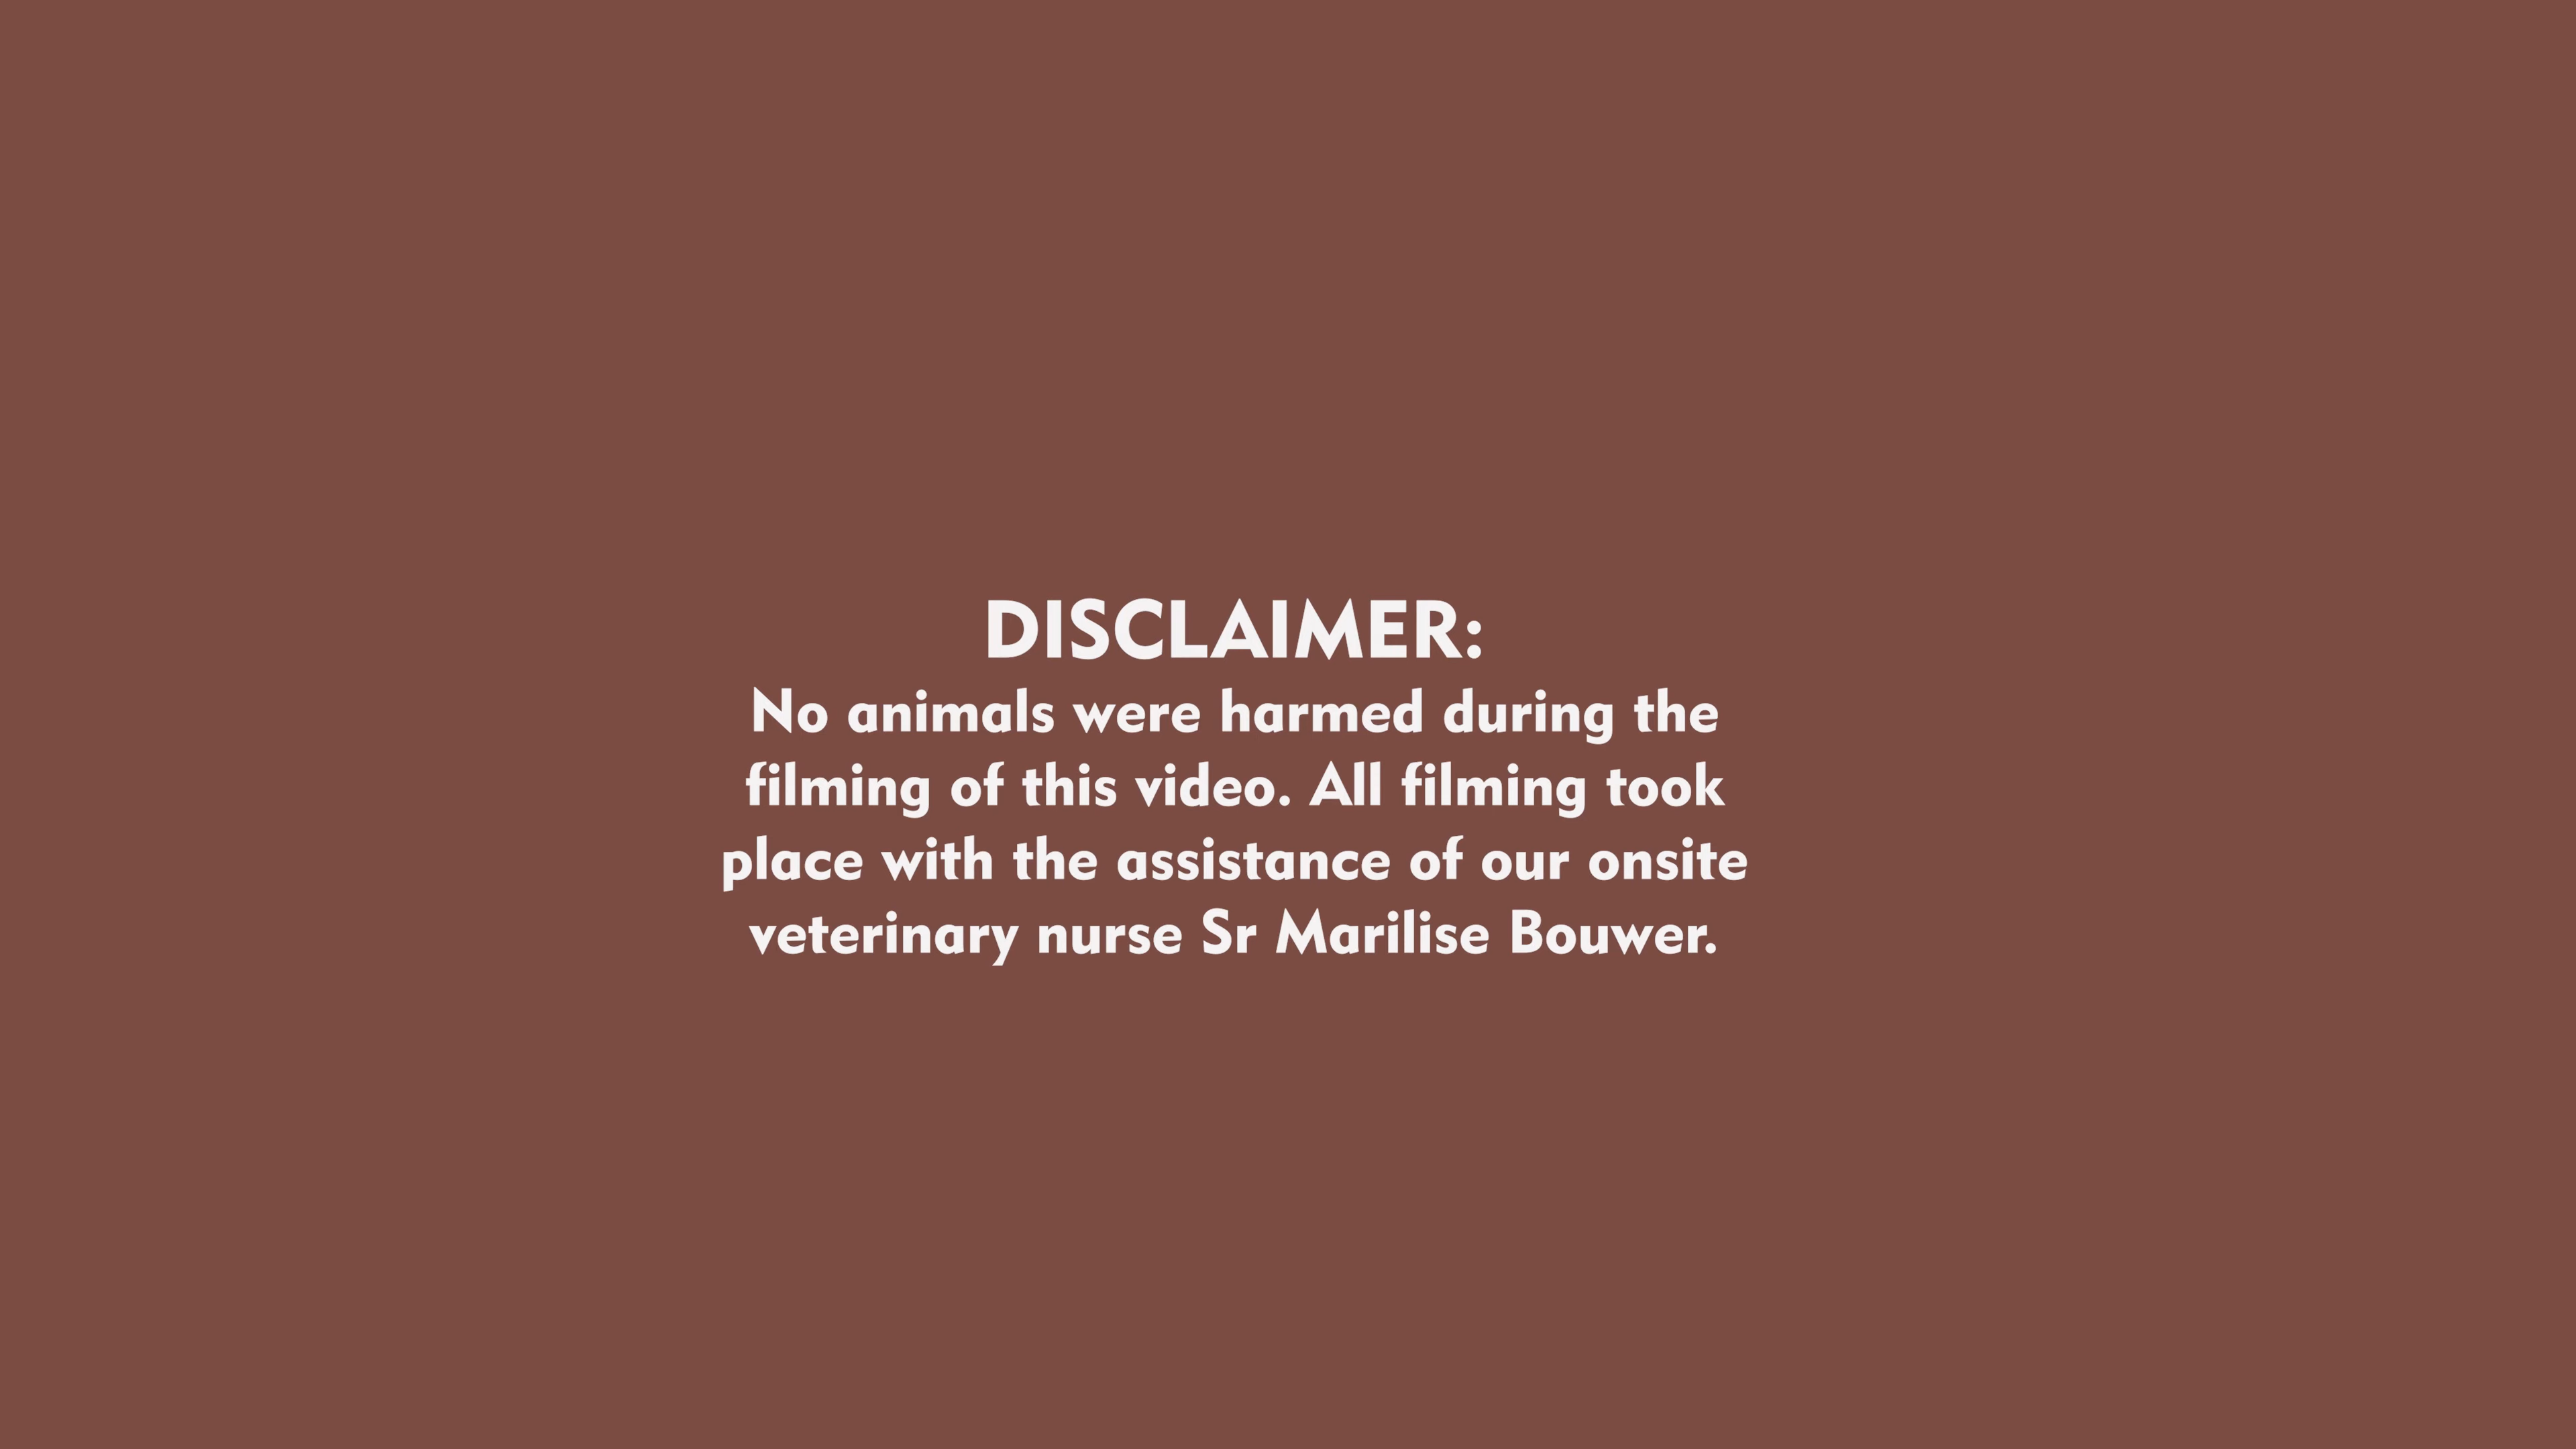 DISCLAIMER:
No animals were harmed during the
filming of this video. All filming took
place with the assistance of our onsite
veterinary nurse Sr Marilise Bouwer.